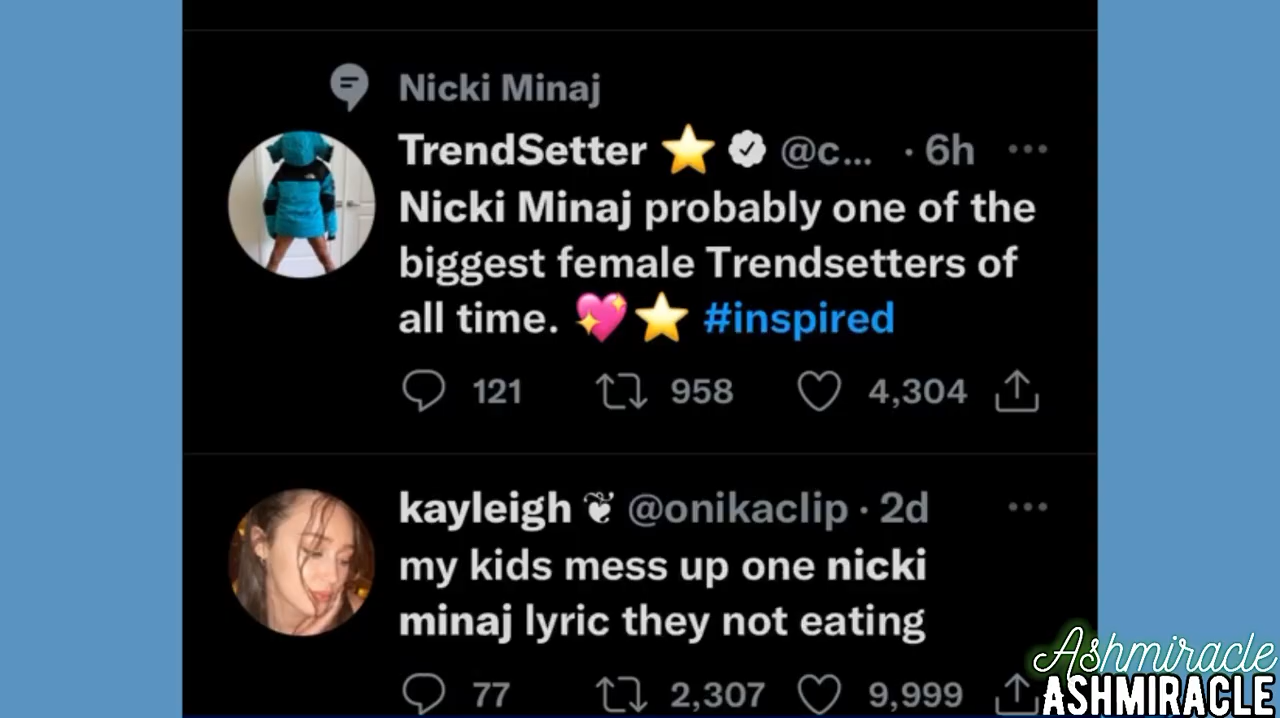 Nicki Minaj
TrendSetter ⭐ @c... · 6h
Nicki Minaj probably one of the
biggest female Trendsetters of
all time. 💖⭐ #inspired
121 958 4,304
kayleigh ❦ @onikaclip · 2d
my kids mess up one nicki
minaj lyric they not eating
77 2,307 9,999
Ashmiracle
ASHMIRACLE